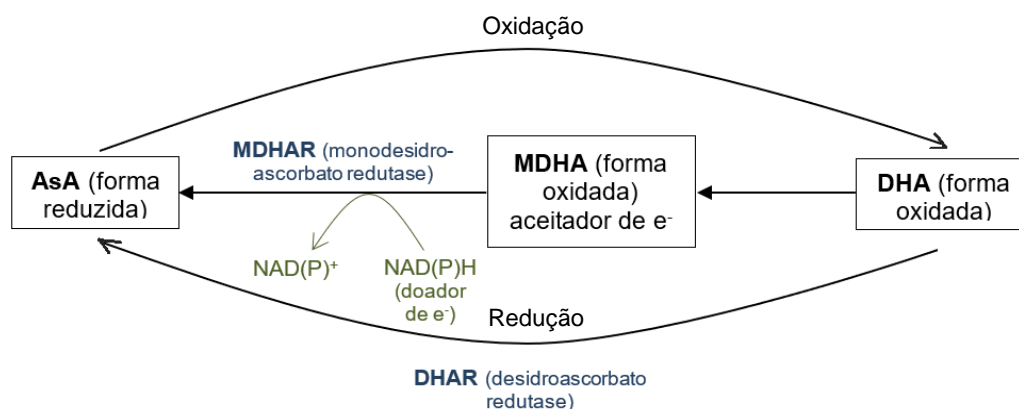 Oxidação
MDHAR (monodesidro-
ascorbato redutase)
AsA (forma
reduzida)
MDHA (forma
oxidada)
aceitador de e-
DHA (forma
oxidada)
NAD(P)+
NAD(P)H
(doador
de e-)
Redução
DHAR (desidroascorbato
redutase)